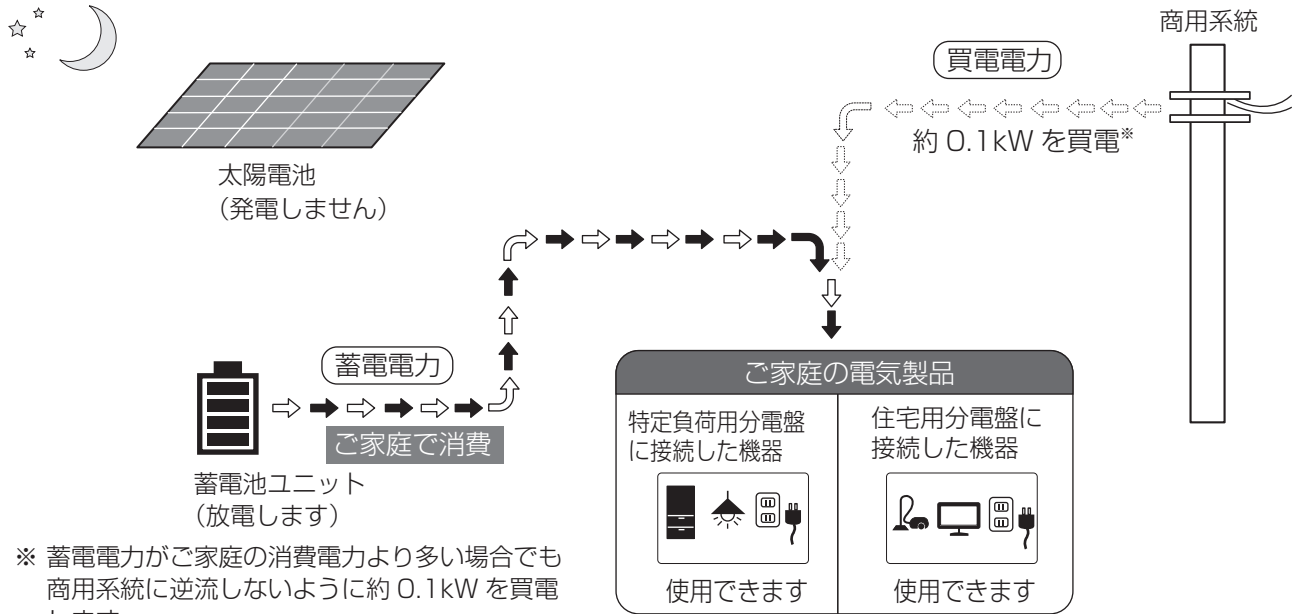 商用系統
買電電力
約 0.1kW を買電※
太陽電池
（発電しません）
蓄電電力
ご家庭で消費
蓄電池ユニット
（放電します）
ご家庭の電気製品
特定負荷用分電盤
に接続した機器
使用できます
住宅用分電盤に
接続した機器
使用できます
※ 蓄電電力がご家庭の消費電力より多い場合でも
商用系統に逆流しないように約 0.1kW を買電